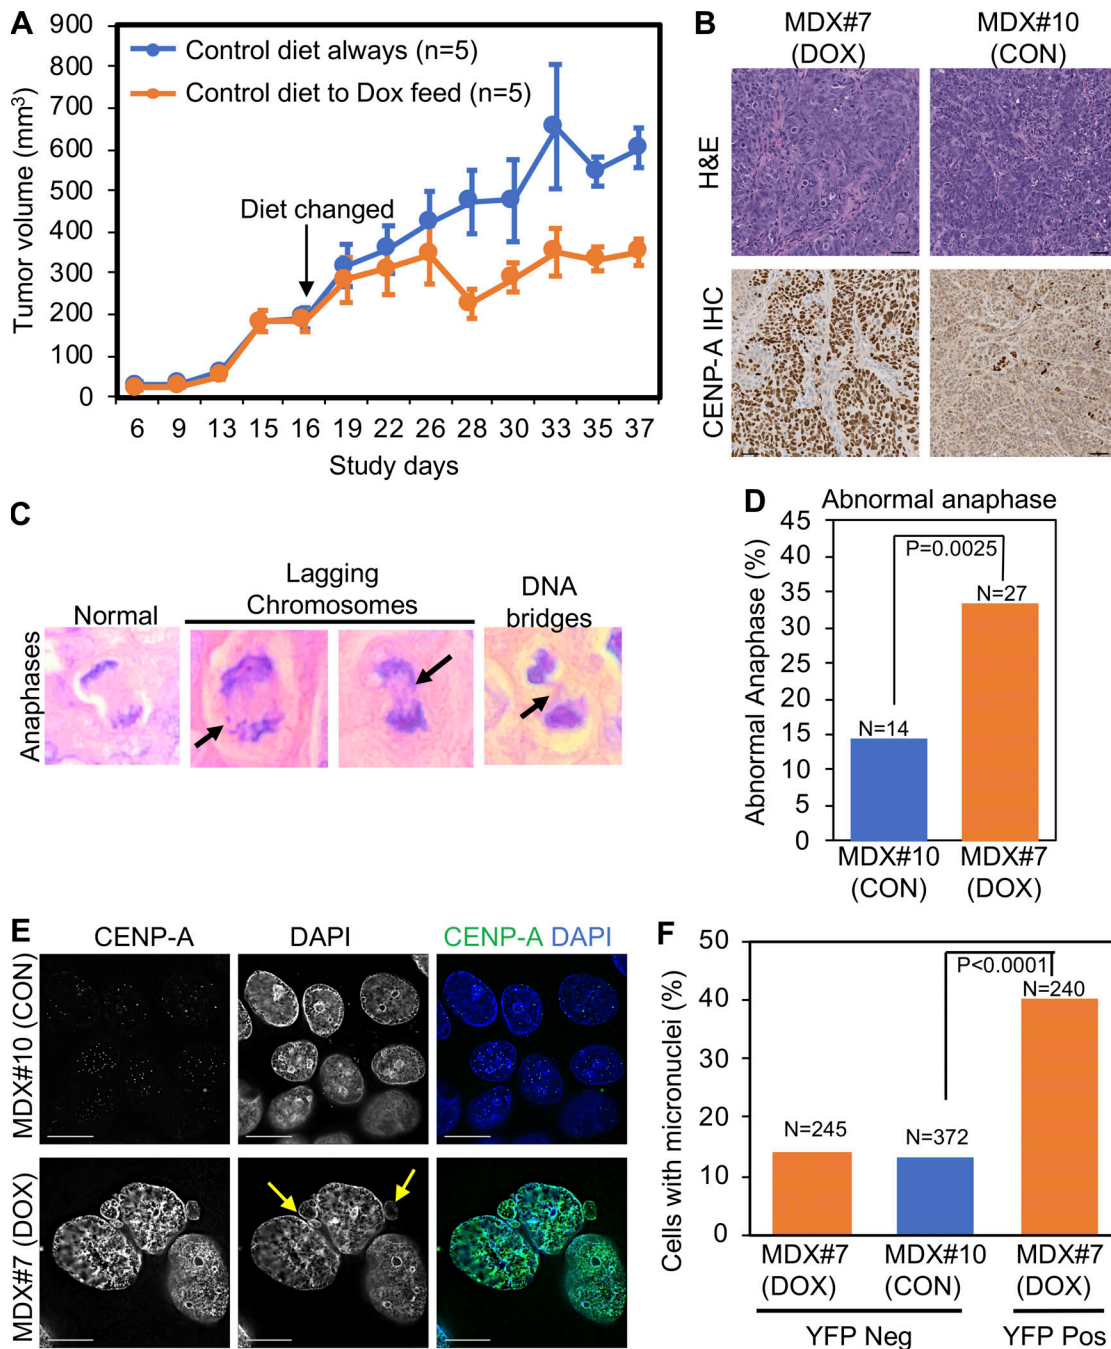 A
900
800
700
600
500
400
300
200
100
0
Tumor volume (mm³)
Control diet always (n=5)
Control diet to Dox feed (n=5)
Diet changed
6 9 13 15 16 19 22 26 28 30 33 35 37
Study days
B
MDX#7
(DOX)
MDX#10
(CON)
H&E
CENP-A IHC
C
Normal
Lagging
Chromosomes
DNA
bridges
Anaphases
D
Abnormal anaphase
45
40
35
30
25
20
15
10
5
0
Abnormal Anaphase (%)
P=0.0025
N=27
N=14
MDX#10
(CON)
MDX#7
(DOX)
E
CENP-A
DAPI
CENP-A DAPI
MDX#10 (CON)
MDX#7 (DOX)
F
50
40
30
20
10
0
Cells with micronuclei (%)
P<0.0001
N=240
N=245
N=372
MDX#7
(DOX)
MDX#10
(CON)
MDX#7
(DOX)
YFP Neg
YFP Pos